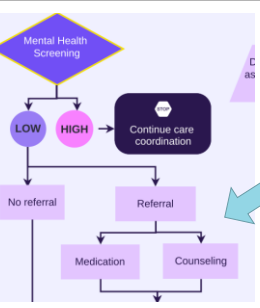 Mental Health
Screening
LOW
HIGH
STOP
Continue care
coordination
No referral
Referral
Medication
Counseling